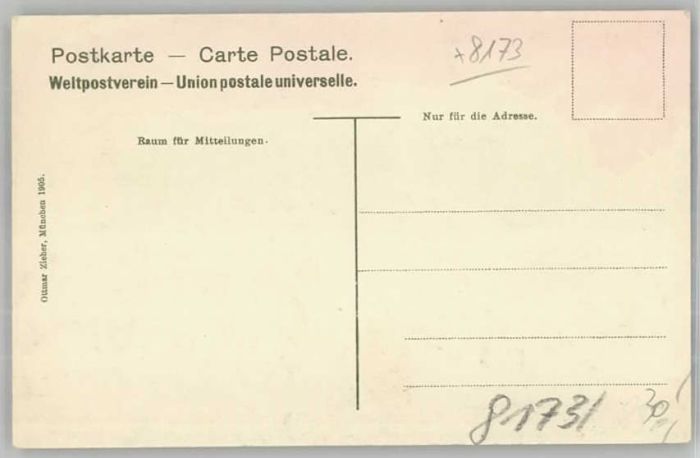 Postkarte — Carte Postale.
Weltpostverein — Union postale universelle.
*8173
Nur für die Adresse.
Raum für Mitteilungen.
Ottmar Zieher, München 1905.
81731